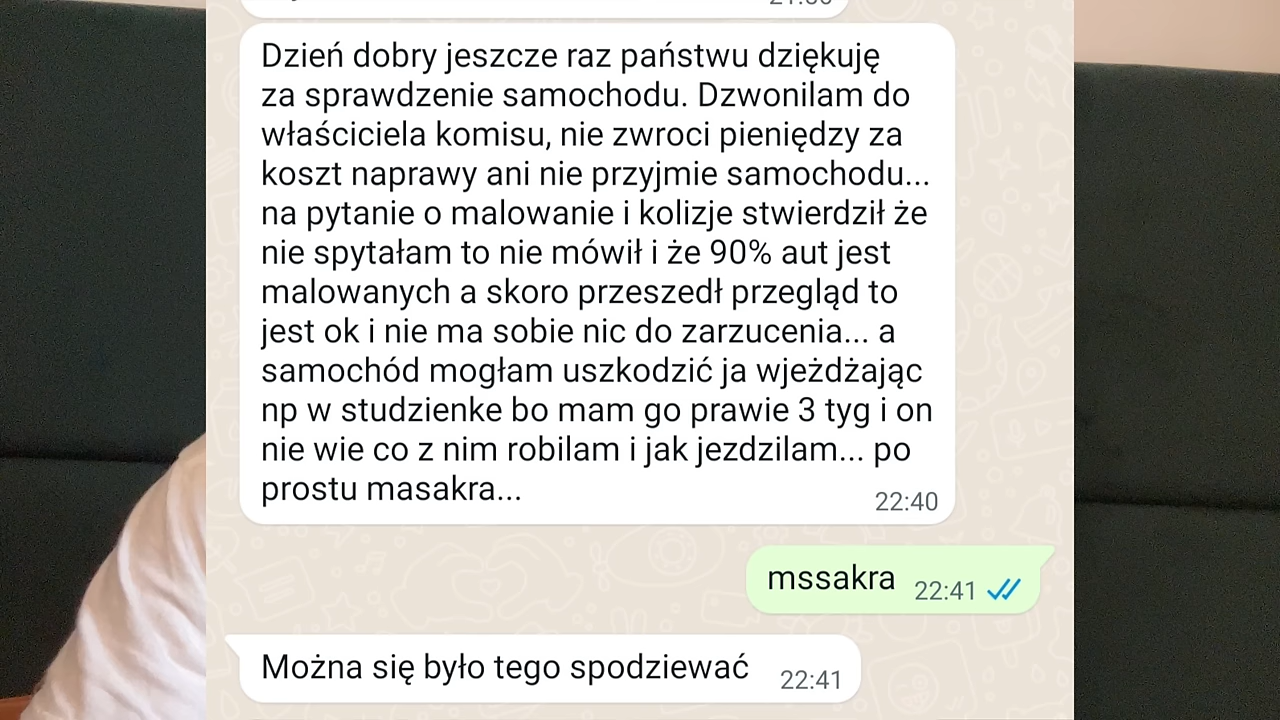 Dzień dobry jeszcze raz państwu dziękuję
za sprawdzenie samochodu. Dzwonilam do
właściciela komisu, nie zwroci pieniędzy za
koszt naprawy ani nie przyjmie samochodu...
na pytanie o malowanie i kolizje stwierdził że
nie spytałam to nie mówił i że 90% aut jest
malowanych a skoro przeszedł przegląd to
jest ok i nie ma sobie nic do zarzucenia... a
samochód mogłam uszkodzić ja wjeżdżając
np w studzienke bo mam go prawie 3 tyg i on
nie wie co z nim robilam i jak jezdzilam... po
prostu masakra...
22:40
mssakra 22:41
Można się było tego spodziewać 22:41